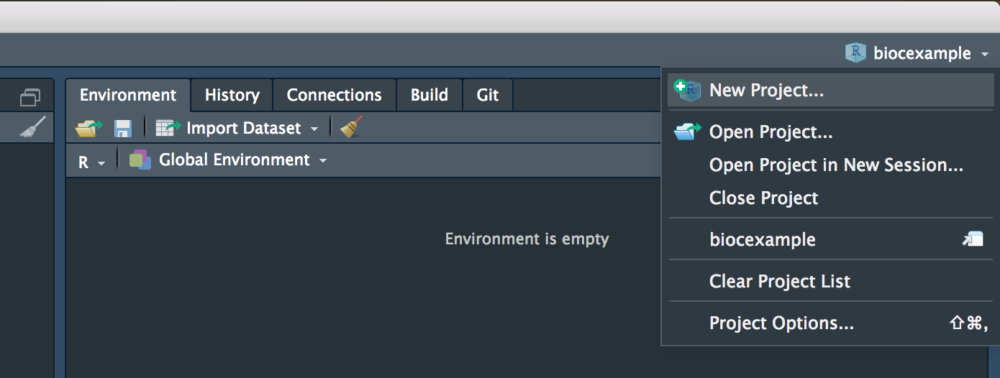 biocexample
Environment History Connections Build Git
Import Dataset
R Global Environment
Environment is empty
New Project...
Open Project...
Open Project in New Session...
Close Project
biocexample
Clear Project List
Project Options... ⇧⌘,